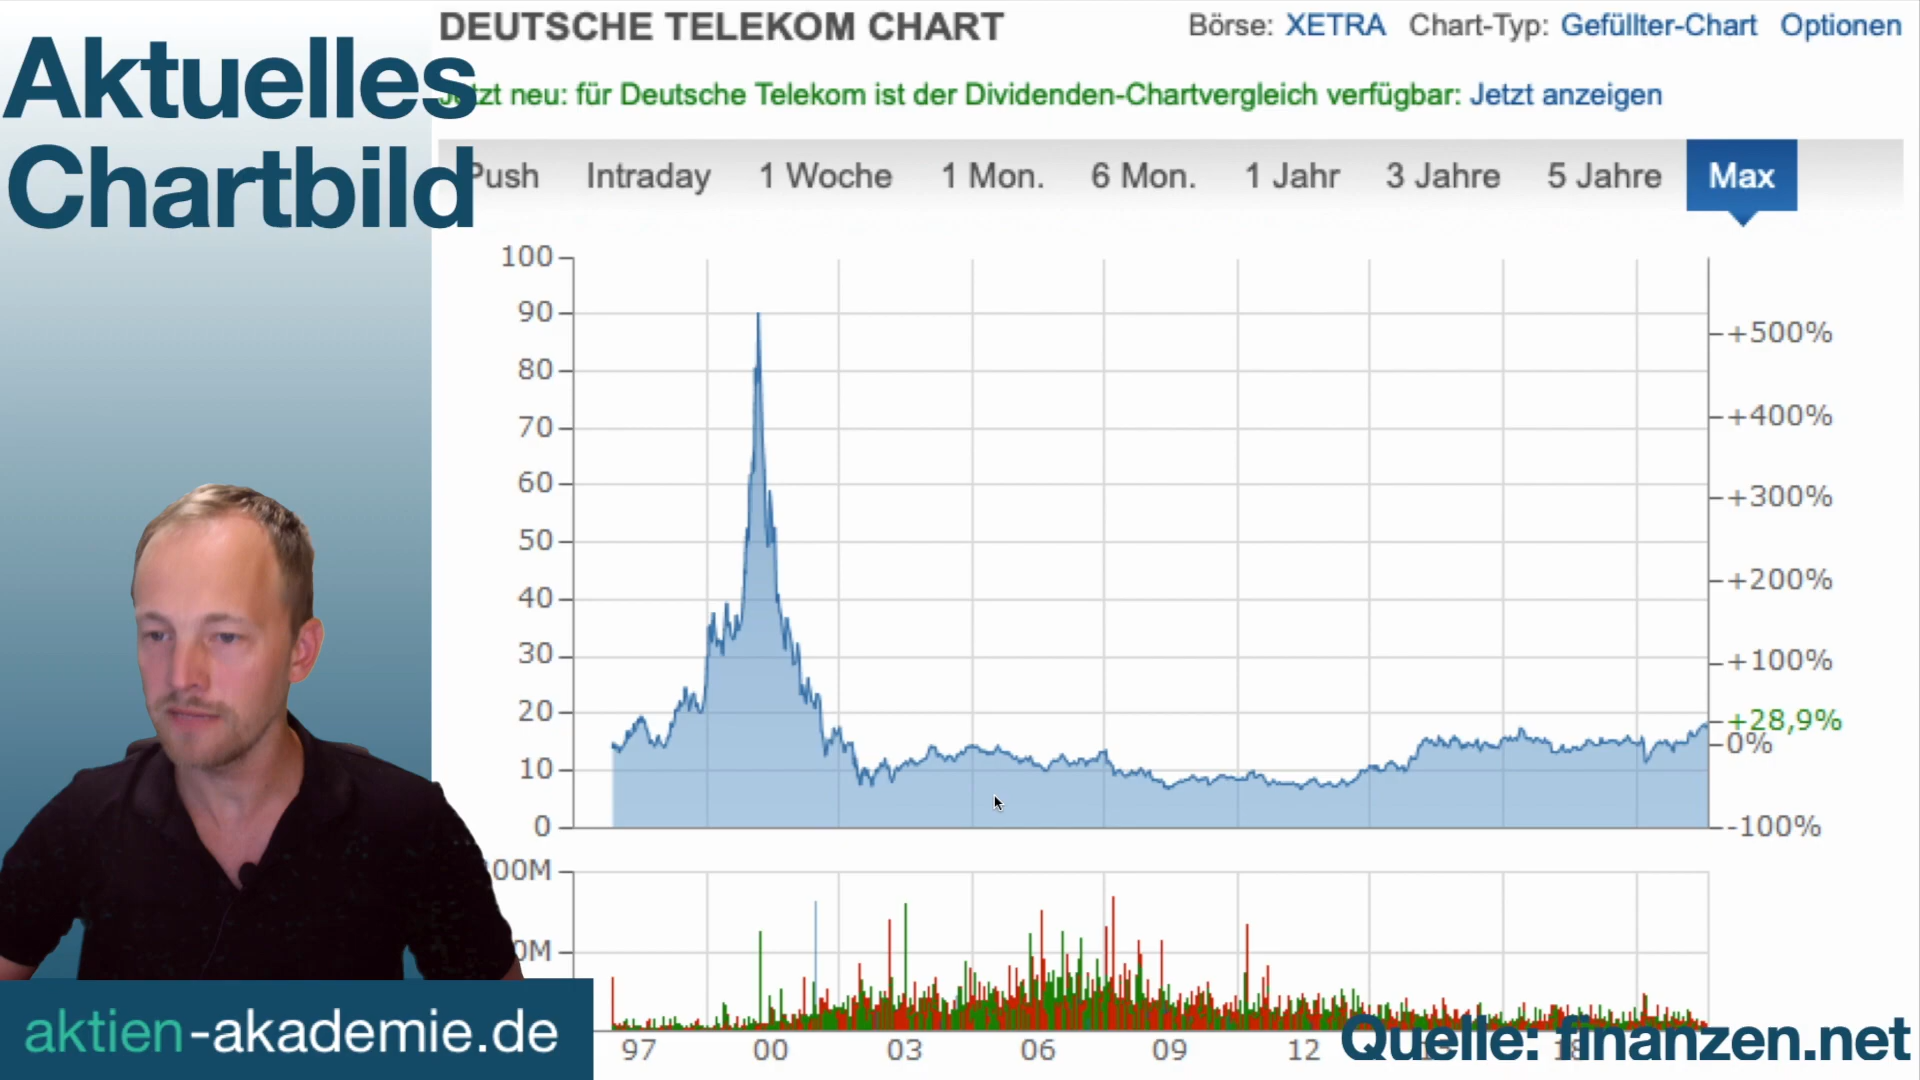 Aktuelles
Chartbild
DEUTSCHE TELEKOM CHART
Börse: XETRA Chart-Typ: Gefüllter-Chart Optionen
Jetzt neu: für Deutsche Telekom ist der Dividenden-Chartvergleich verfügbar: Jetzt anzeigen
Push Intraday 1 Woche 1 Mon. 6 Mon. 1 Jahr 3 Jahre 5 Jahre Max
100
90
80
70
60
50
40
30
20
10
0
+500%
+400%
+300%
+200%
+100%
+28,9%
0%
-100%
00M
0M
97 00 03 06 09 12 18
aktien-akademie.de
Quelle: finanzen.net